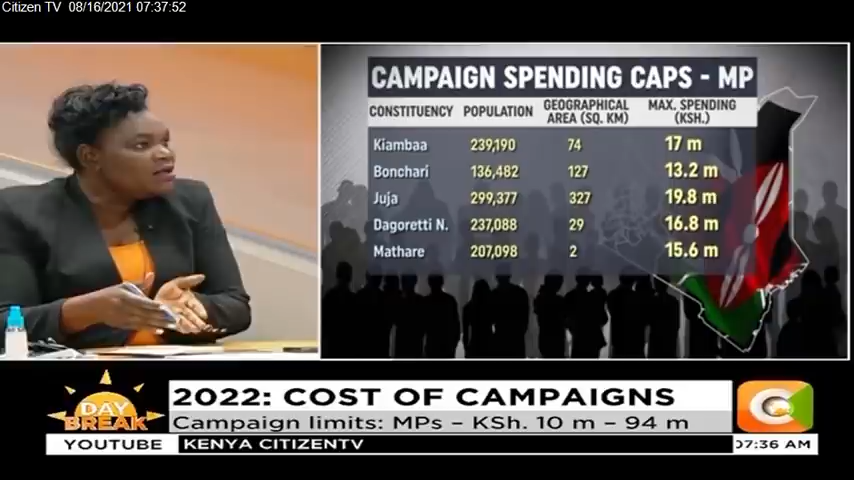 Citizen TV 08/16/2021 07:37:52
CAMPAIGN SPENDING CAPS - MP
CONSTITUENCY POPULATION GEOGRAPHICAL AREA (SQ. KM) MAX. SPENDING (KSH.)
Kiambaa 239,190 74 17 m
Bonchari 136,482 127 13.2 m
Juja 299,377 327 19.8 m
Dagoretti N. 237,088 29 16.8 m
Mathare 207,098 2 15.6 m
DAY
BREAK
2022: COST OF CAMPAIGNS
Campaign limits: MPs – KSh. 10 m – 94 m
YOUTUBE KENYA CITIZENTV 07:36 AM